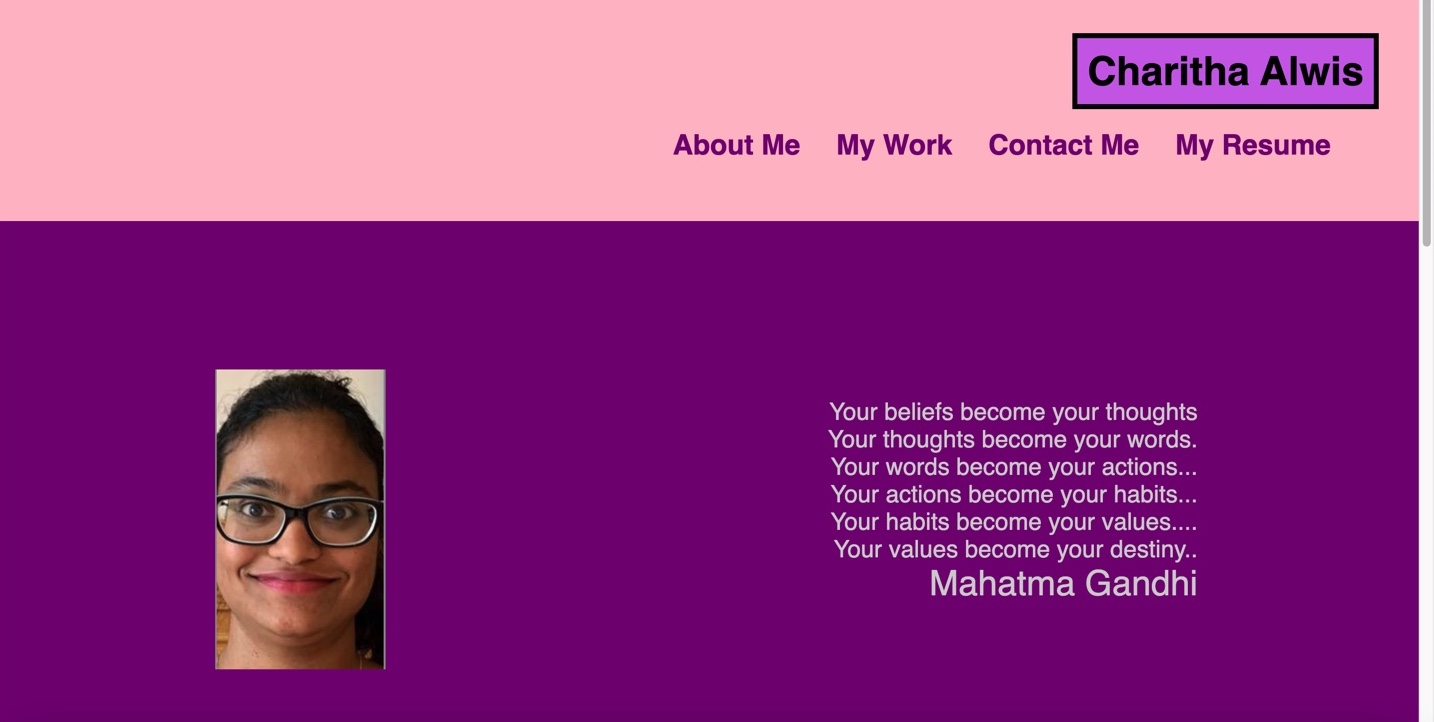 Charitha Alwis
About Me My Work Contact Me My Resume
Your beliefs become your thoughts
Your thoughts become your words.
Your words become your actions...
Your actions become your habits...
Your habits become your values....
Your values become your destiny..
Mahatma Gandhi